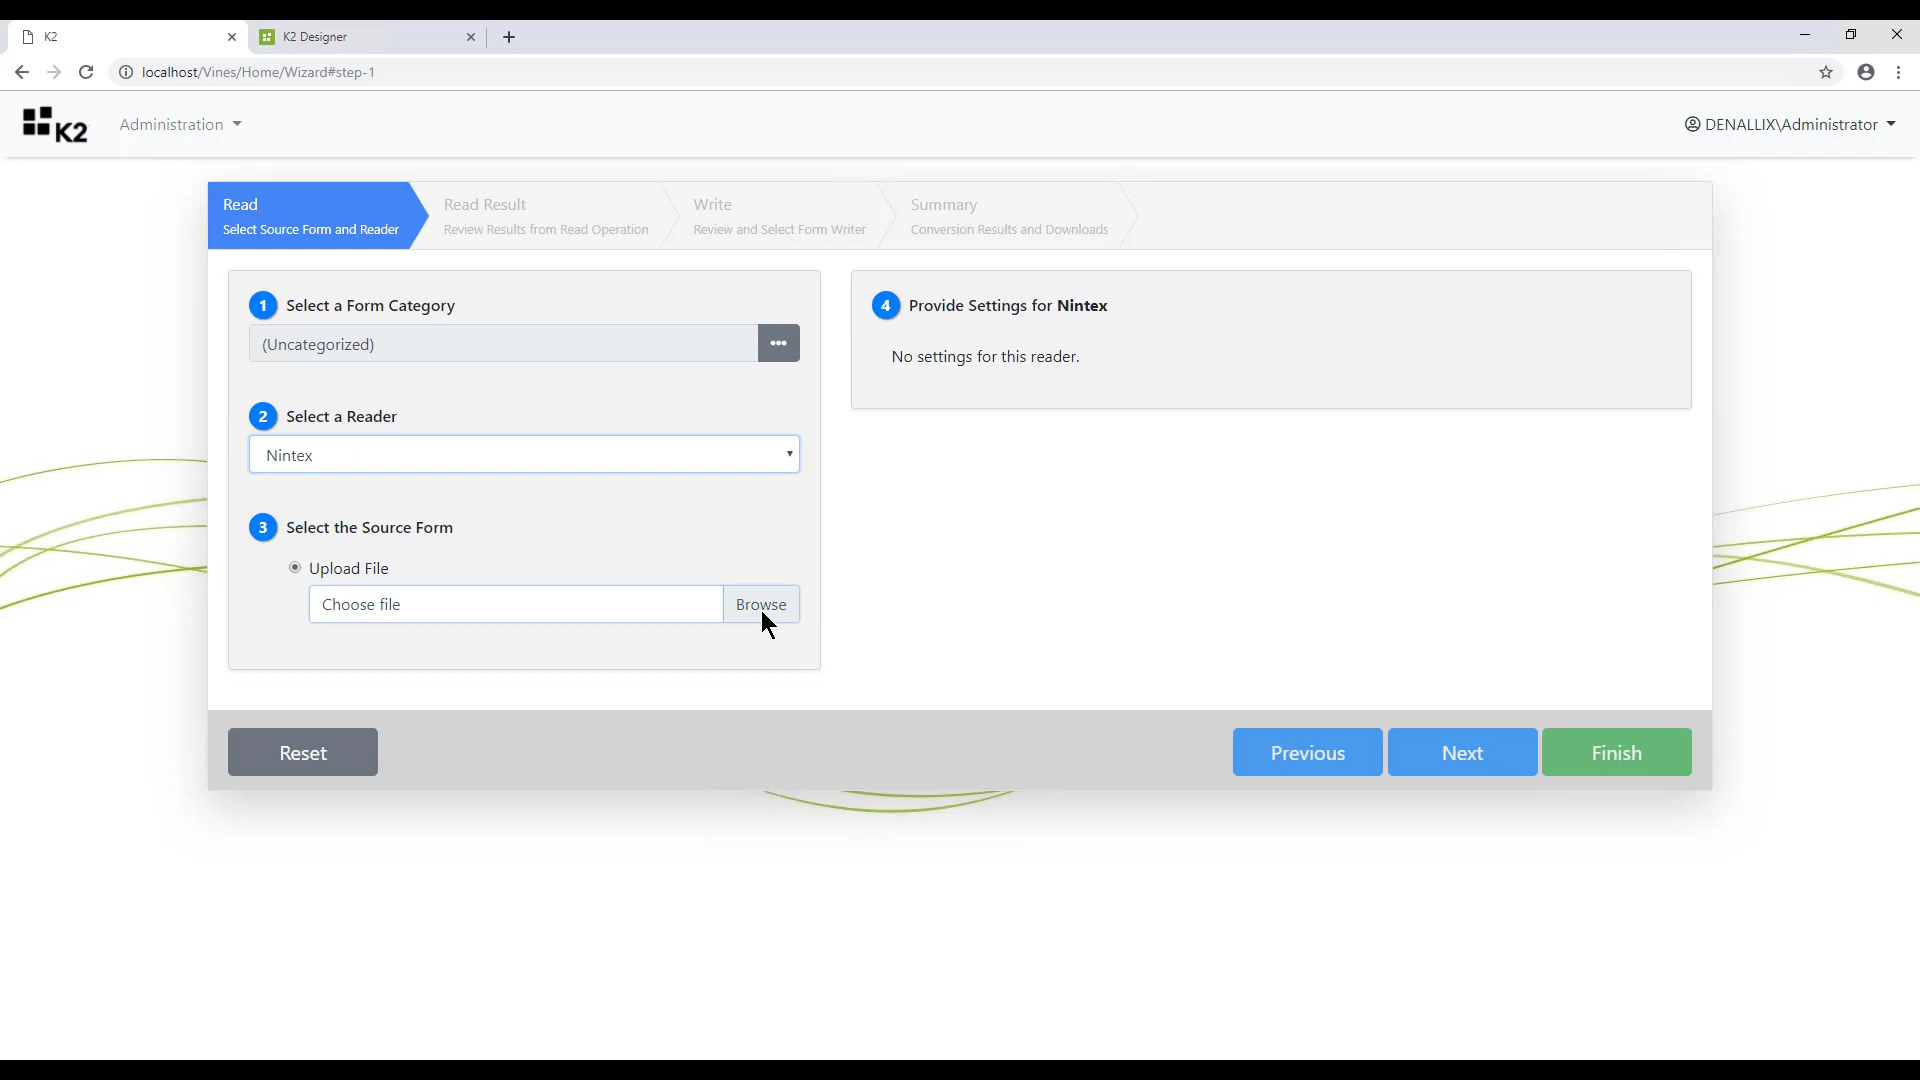 K2
K2 Designer
localhost/Vines/Home/Wizard#step-1
K2
Administration
DENALLIX\Administrator
Read
Select Source Form and Reader
Read Result
Review Results from Read Operation
Write
Review and Select Form Writer
Summary
Conversion Results and Downloads
1 Select a Form Category
(Uncategorized)
2 Select a Reader
Nintex
3 Select the Source Form
Upload File
Choose file
Browse
4 Provide Settings for Nintex
No settings for this reader.
Reset
Previous
Next
Finish